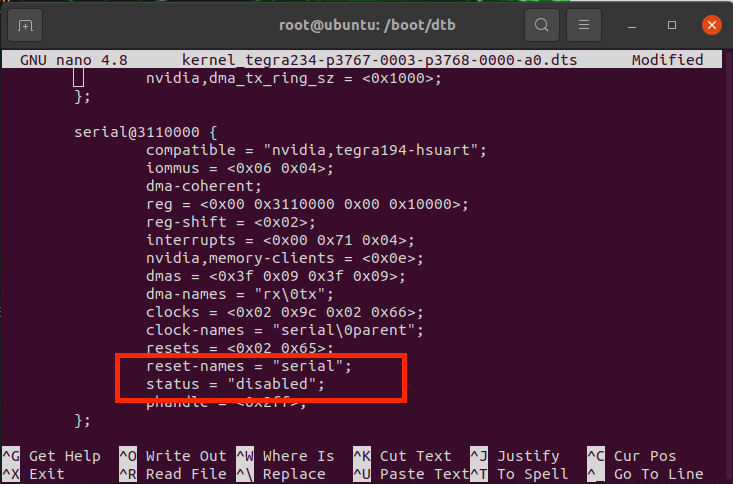 root@ubuntu: /boot/dtb
GNU nano 4.8 kernel_tegra234-p3767-0003-p3768-0000-a0.dts Modified
nvidia,dma_tx_ring_sz = <0x1000>;
};
serial@3110000 {
compatible = "nvidia,tegra194-hsuart";
iommus = <0x06 0x04>;
dma-coherent;
reg = <0x00 0x3110000 0x00 0x10000>;
reg-shift = <0x02>;
interrupts = <0x00 0x71 0x04>;
nvidia,memory-clients = <0x0e>;
dmas = <0x3f 0x09 0x3f 0x09>;
dma-names = "rx\0tx";
clocks = <0x02 0x9c 0x02 0x66>;
clock-names = "serial\0parent";
resets = <0x02 0x65>;
reset-names = "serial";
status = "disabled";
phandle = <0x2ff>;
};
^G Get Help ^O Write Out ^W Where Is ^K Cut Text ^J Justify ^C Cur Pos
^X Exit ^R Read File ^\ Replace ^U Paste Text ^T To Spell ^_ Go To Line